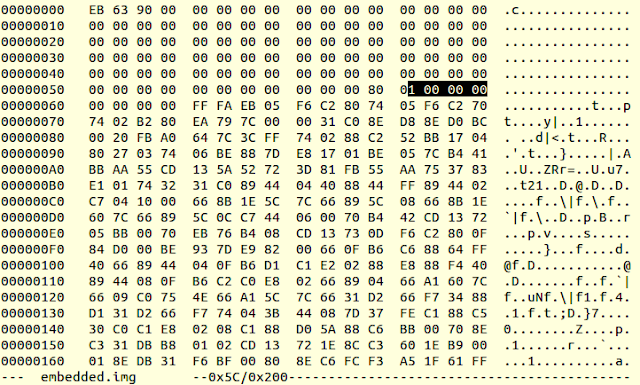 00000000 EB 63 90 00 00 00 00 00 00 00 00 00 00 00 00 00 .c..............
00000010 00 00 00 00 00 00 00 00 00 00 00 00 00 00 00 00 ................
00000020 00 00 00 00 00 00 00 00 00 00 00 00 00 00 00 00 ................
00000030 00 00 00 00 00 00 00 00 00 00 00 00 00 00 00 00 ................
00000040 00 00 00 00 00 00 00 00 00 00 00 00 00 00 00 00 ................
00000050 00 00 00 00 00 00 00 00 00 00 00 80 01 00 00 00 ................
00000060 00 00 00 00 FF FA EB 05 F6 C2 80 74 05 F6 C2 70 ...........t...p
00000070 74 02 B2 80 EA 79 7C 00 00 31 C0 8E D8 8E D0 BC t....y|..1......
00000080 00 20 FB A0 64 7C 3C FF 74 02 88 C2 52 BB 17 04 . ..d|<.t...R...
00000090 80 27 03 74 06 BE 88 7D E8 17 01 BE 05 7C B4 41 .'.t...}.....|.A
000000A0 BB AA 55 CD 13 5A 52 72 3D 81 FB 55 AA 75 37 83 ..U..ZRr=..U.u7.
000000B0 E1 01 74 32 31 C0 89 44 04 40 88 44 FF 89 44 02 ..t21..D.@.D..D.
000000C0 C7 04 10 00 66 8B 1E 5C 7C 66 89 5C 08 66 8B 1E ....f..\|f.\.f..
000000D0 60 7C 66 89 5C 0C C7 44 06 00 70 B4 42 CD 13 72 `|f.\..D..p.B..r
000000E0 05 BB 00 70 EB 76 B4 08 CD 13 73 0D F6 C2 80 0F ...p.v....s.....
000000F0 84 D0 00 BE 93 7D E9 82 00 66 0F B6 C6 88 64 FF .....}...f....d.
00000100 40 66 89 44 04 0F B6 D1 C1 E2 02 88 E8 88 F4 40 @f.D...........@
00000110 89 44 08 0F B6 C2 C0 E8 02 66 89 04 66 A1 60 7C .D.......f..f.`|
00000120 66 09 C0 75 4E 66 A1 5C 7C 66 31 D2 66 F7 34 88 f..uNf.\|f1.f.4.
00000130 D1 31 D2 66 F7 74 04 3B 44 08 7D 37 FE C1 88 C5 .1.f.t.;D.}7....
00000140 30 C0 C1 E8 02 08 C1 88 D0 5A 88 C6 BB 00 70 8E 0........Z....p.
00000150 C3 31 DB B8 01 02 CD 13 72 1E 8C C3 60 1E B9 00 .1......r...`...
00000160 01 8E DB 31 F6 BF 00 80 8E C6 FC F3 A5 1F 61 FF ...1..........a.
--- embedded.img --0x5C/0x200---